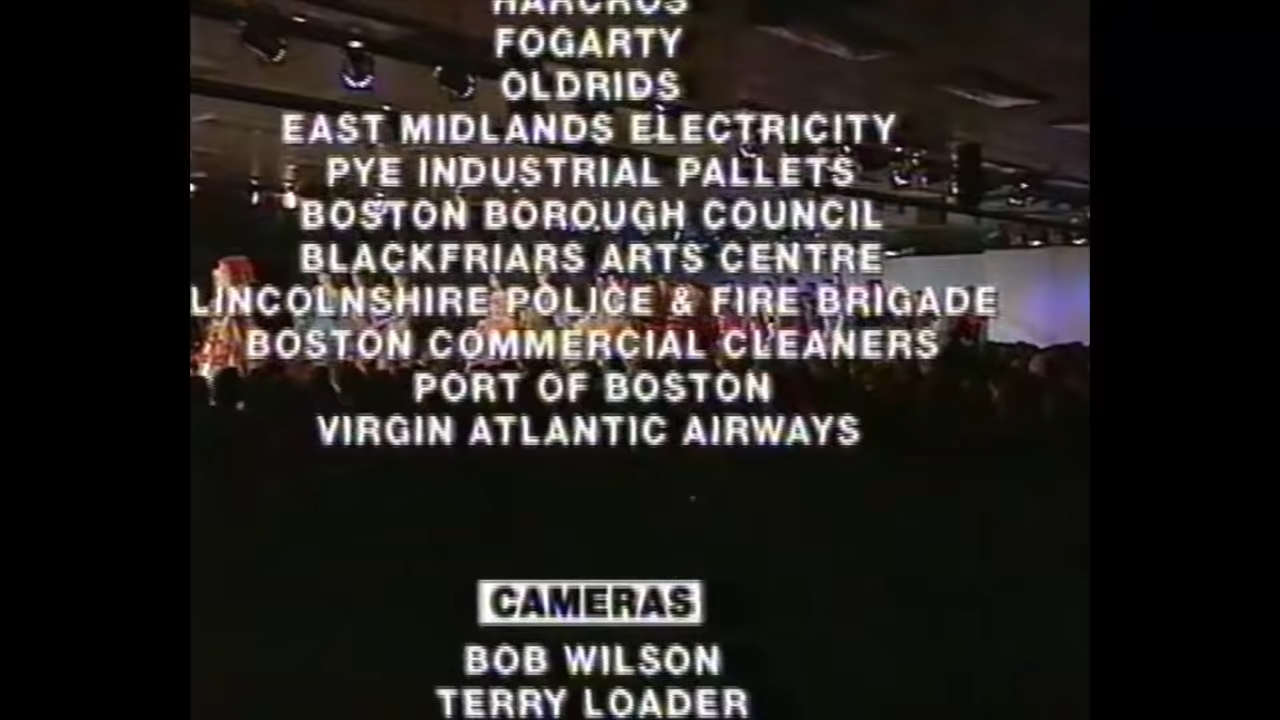 HARCROS
FOGARTY
OLDRIDS
EAST MIDLANDS ELECTRICITY
PYE INDUSTRIAL PALLETS
BOSTON BOROUGH COUNCIL
BLACKFRIARS ARTS CENTRE
LINCOLNSHIRE POLICE & FIRE BRIGADE
BOSTON COMMERCIAL CLEANERS
PORT OF BOSTON
VIRGIN ATLANTIC AIRWAYS
CAMERAS
BOB WILSON
TERRY LOADER